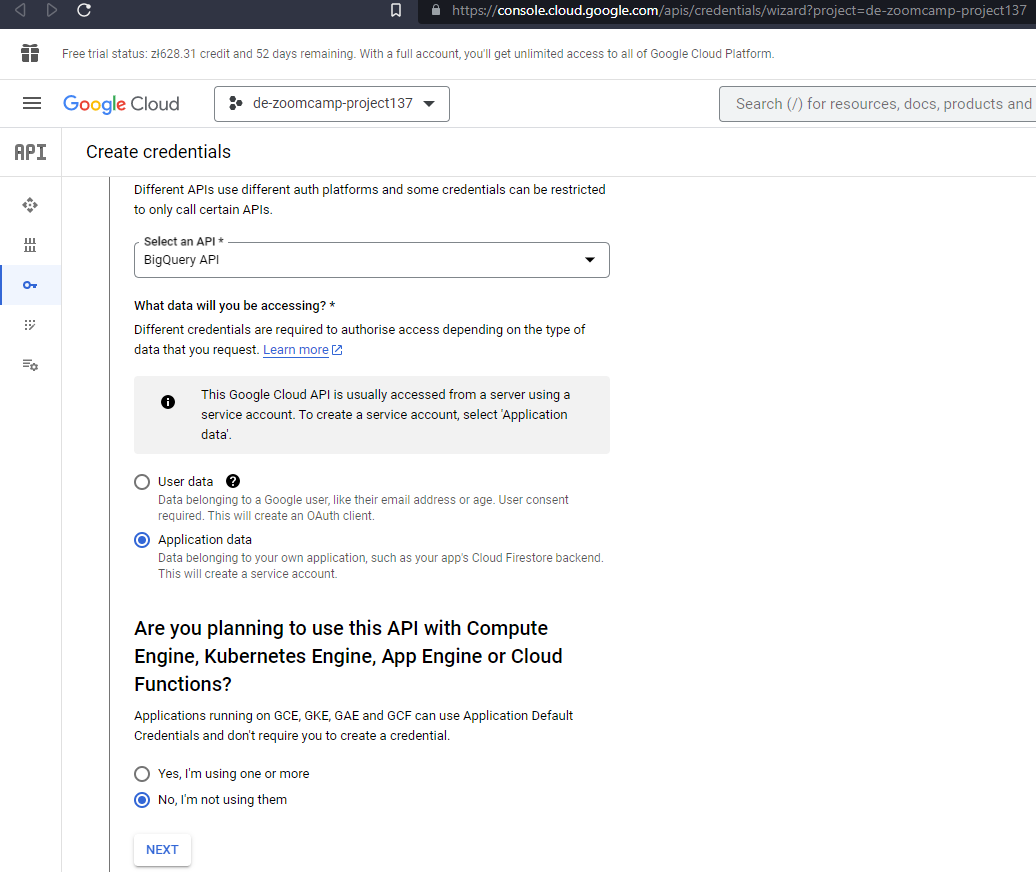 https://console.cloud.google.com/apis/credentials/wizard?project=de-zoomcamp-project137
Free trial status: zł628.31 credit and 52 days remaining. With a full account, you'll get unlimited access to all of Google Cloud Platform.
Google Cloud
de-zoomcamp-project137
Search (/) for resources, docs, products and
API
Create credentials
Different APIs use different auth platforms and some credentials can be restricted
to only call certain APIs.
Select an API *
BigQuery API
What data will you be accessing? *
Different credentials are required to authorise access depending on the type of
data that you request. Learn more
This Google Cloud API is usually accessed from a server using a
service account. To create a service account, select 'Application
data'.
User data
Data belonging to a Google user, like their email address or age. User consent
required. This will create an OAuth client.
Application data
Data belonging to your own application, such as your app's Cloud Firestore backend.
This will create a service account.
Are you planning to use this API with Compute
Engine, Kubernetes Engine, App Engine or Cloud
Functions?
Applications running on GCE, GKE, GAE and GCF can use Application Default
Credentials and don't require you to create a credential.
Yes, I'm using one or more
No, I'm not using them
NEXT